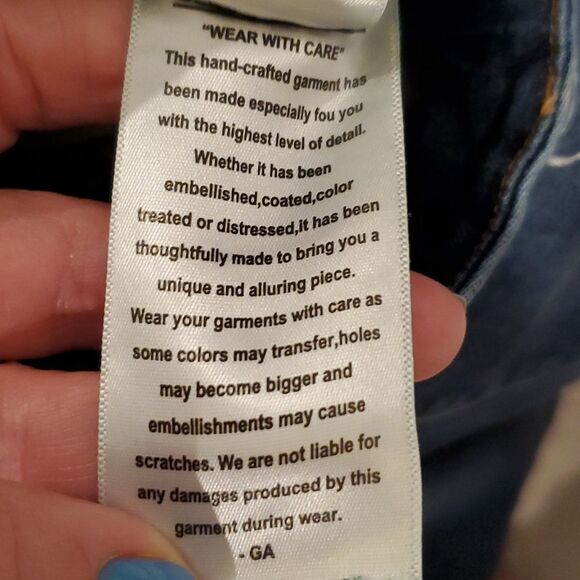 "WEAR WITH CARE"
This hand-crafted garment has
been made especially fou you
with the highest level of detail.
Whether it has been
embellished,coated,color
treated or distressed,it has been
thoughtfully made to bring you a
unique and alluring piece.
Wear your garments with care as
some colors may transfer,holes
may become bigger and
embellishments may cause
scratches. We are not liable for
any damages produced by this
garment during wear.
- GA